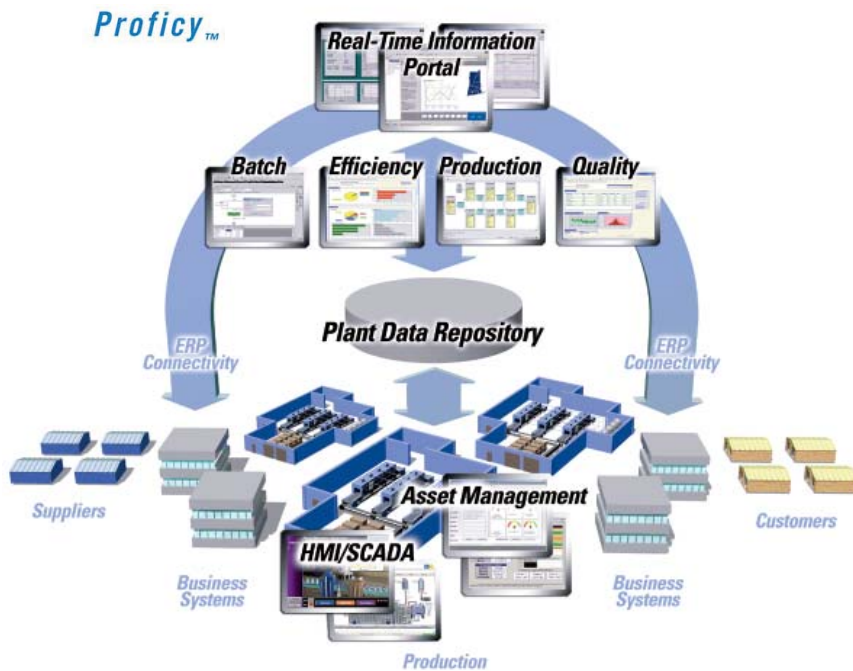 Proficy™
Real-Time Information
Portal
Batch
Efficiency
Production
Quality
Plant Data Repository
ERP
Connectivity
ERP
Connectivity
Asset Management
Suppliers
Customers
HMI/SCADA
Business
Systems
Business
Systems
Production